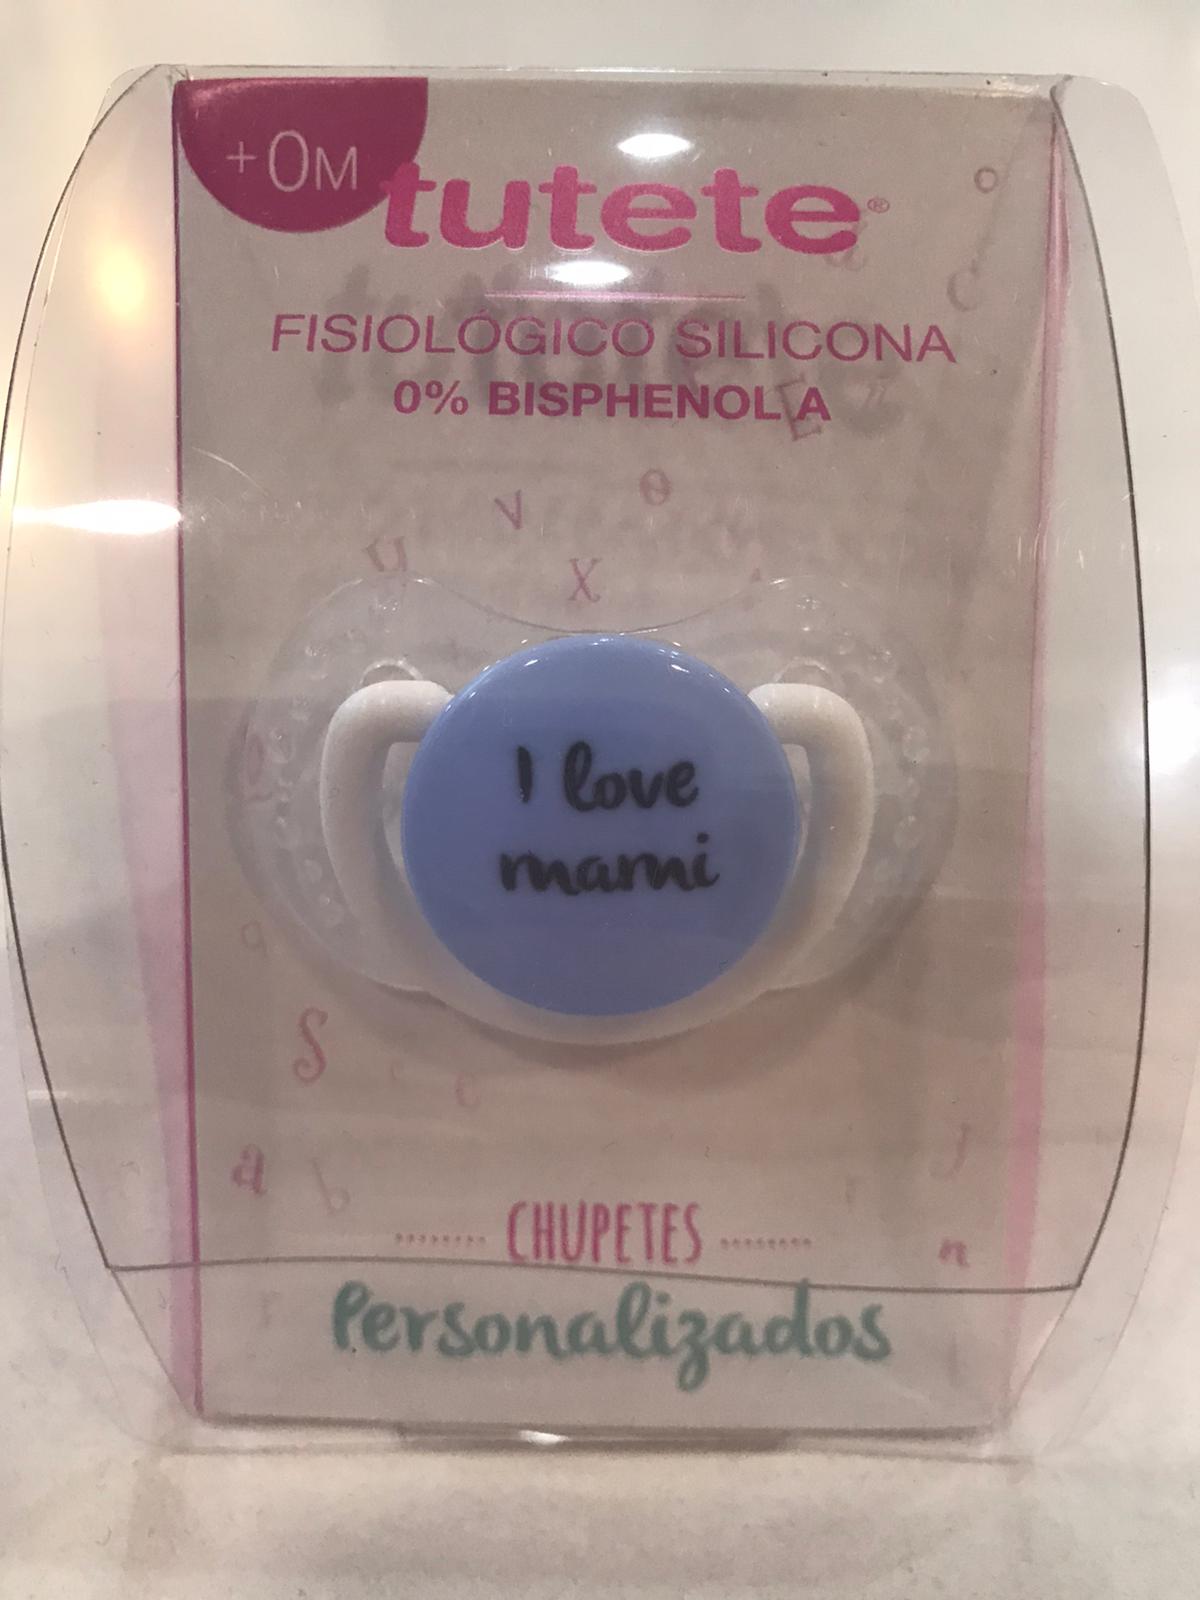 +0M
tutete®
FISIOLÓGICO SILICONA
0% BISPHENOL A
I love
mami
CHUPETES
Personalizados